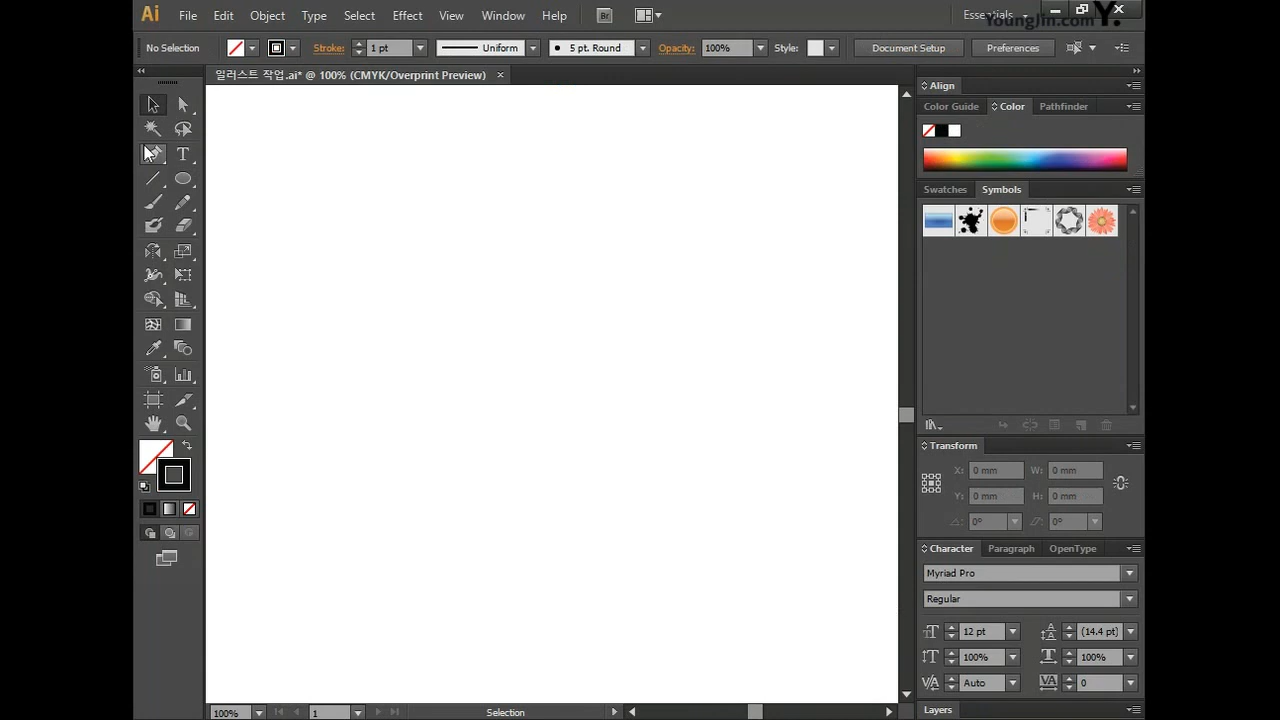 Ai File Edit Object Type Select Effect View Window Help Br Essentials
YoungJin.com Y.
No Selection Stroke: 1 pt Uniform 5 pt. Round Opacity: 100% Style: Document Setup Preferences
일러스트 작업.ai* @ 100% (CMYK/Overprint Preview)
Align
Color Guide Color Pathfinder
Swatches Symbols
Transform
X: 0 mm W: 0 mm
Y: 0 mm H: 0 mm
0° 0°
Character Paragraph OpenType
Myriad Pro
Regular
12 pt (14.4 pt)
100% 100%
Auto 0
Layers
100% 1 Selection